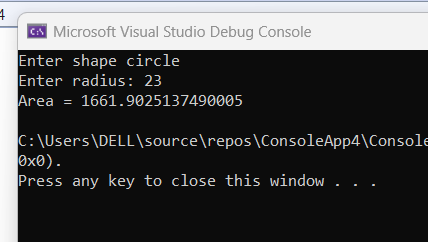 4
Microsoft Visual Studio Debug Console
Enter shape circle
Enter radius: 23
Area = 1661.9025137490005
C:\Users\DELL\source\repos\ConsoleApp4\Console
0x0).
Press any key to close this window . . .